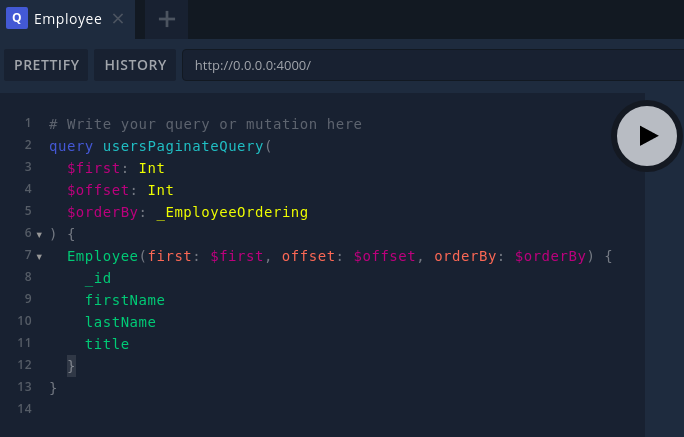 Q Employee ✕ +
PRETTIFY HISTORY http://0.0.0.0:4000/
1 # Write your query or mutation here
2 query usersPaginateQuery(
3 $first: Int
4 $offset: Int
5 $orderBy: _EmployeeOrdering
6 ▾ ) {
7 ▾ Employee(first: $first, offset: $offset, orderBy: $orderBy) {
8 _id
9 firstName
10 lastName
11 title
12 }
13 }
14